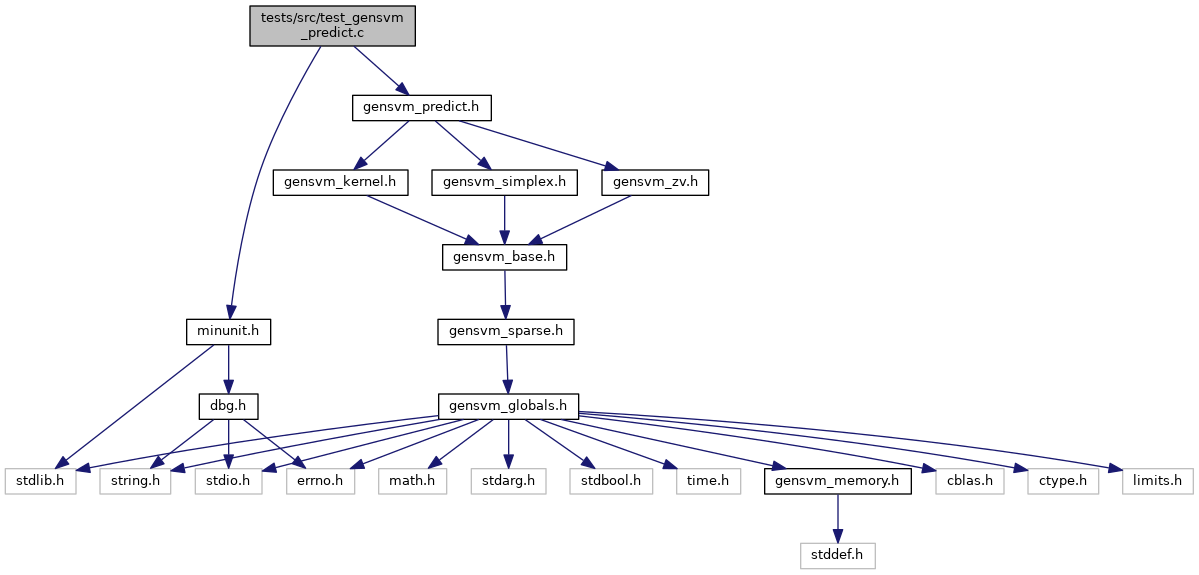 tests/src/test_gensvm
_predict.c
gensvm_predict.h
gensvm_kernel.h
gensvm_simplex.h
gensvm_zv.h
gensvm_base.h
minunit.h
gensvm_sparse.h
dbg.h
gensvm_globals.h
stdlib.h
string.h
stdio.h
errno.h
math.h
stdarg.h
stdbool.h
time.h
gensvm_memory.h
cblas.h
ctype.h
limits.h
stddef.h